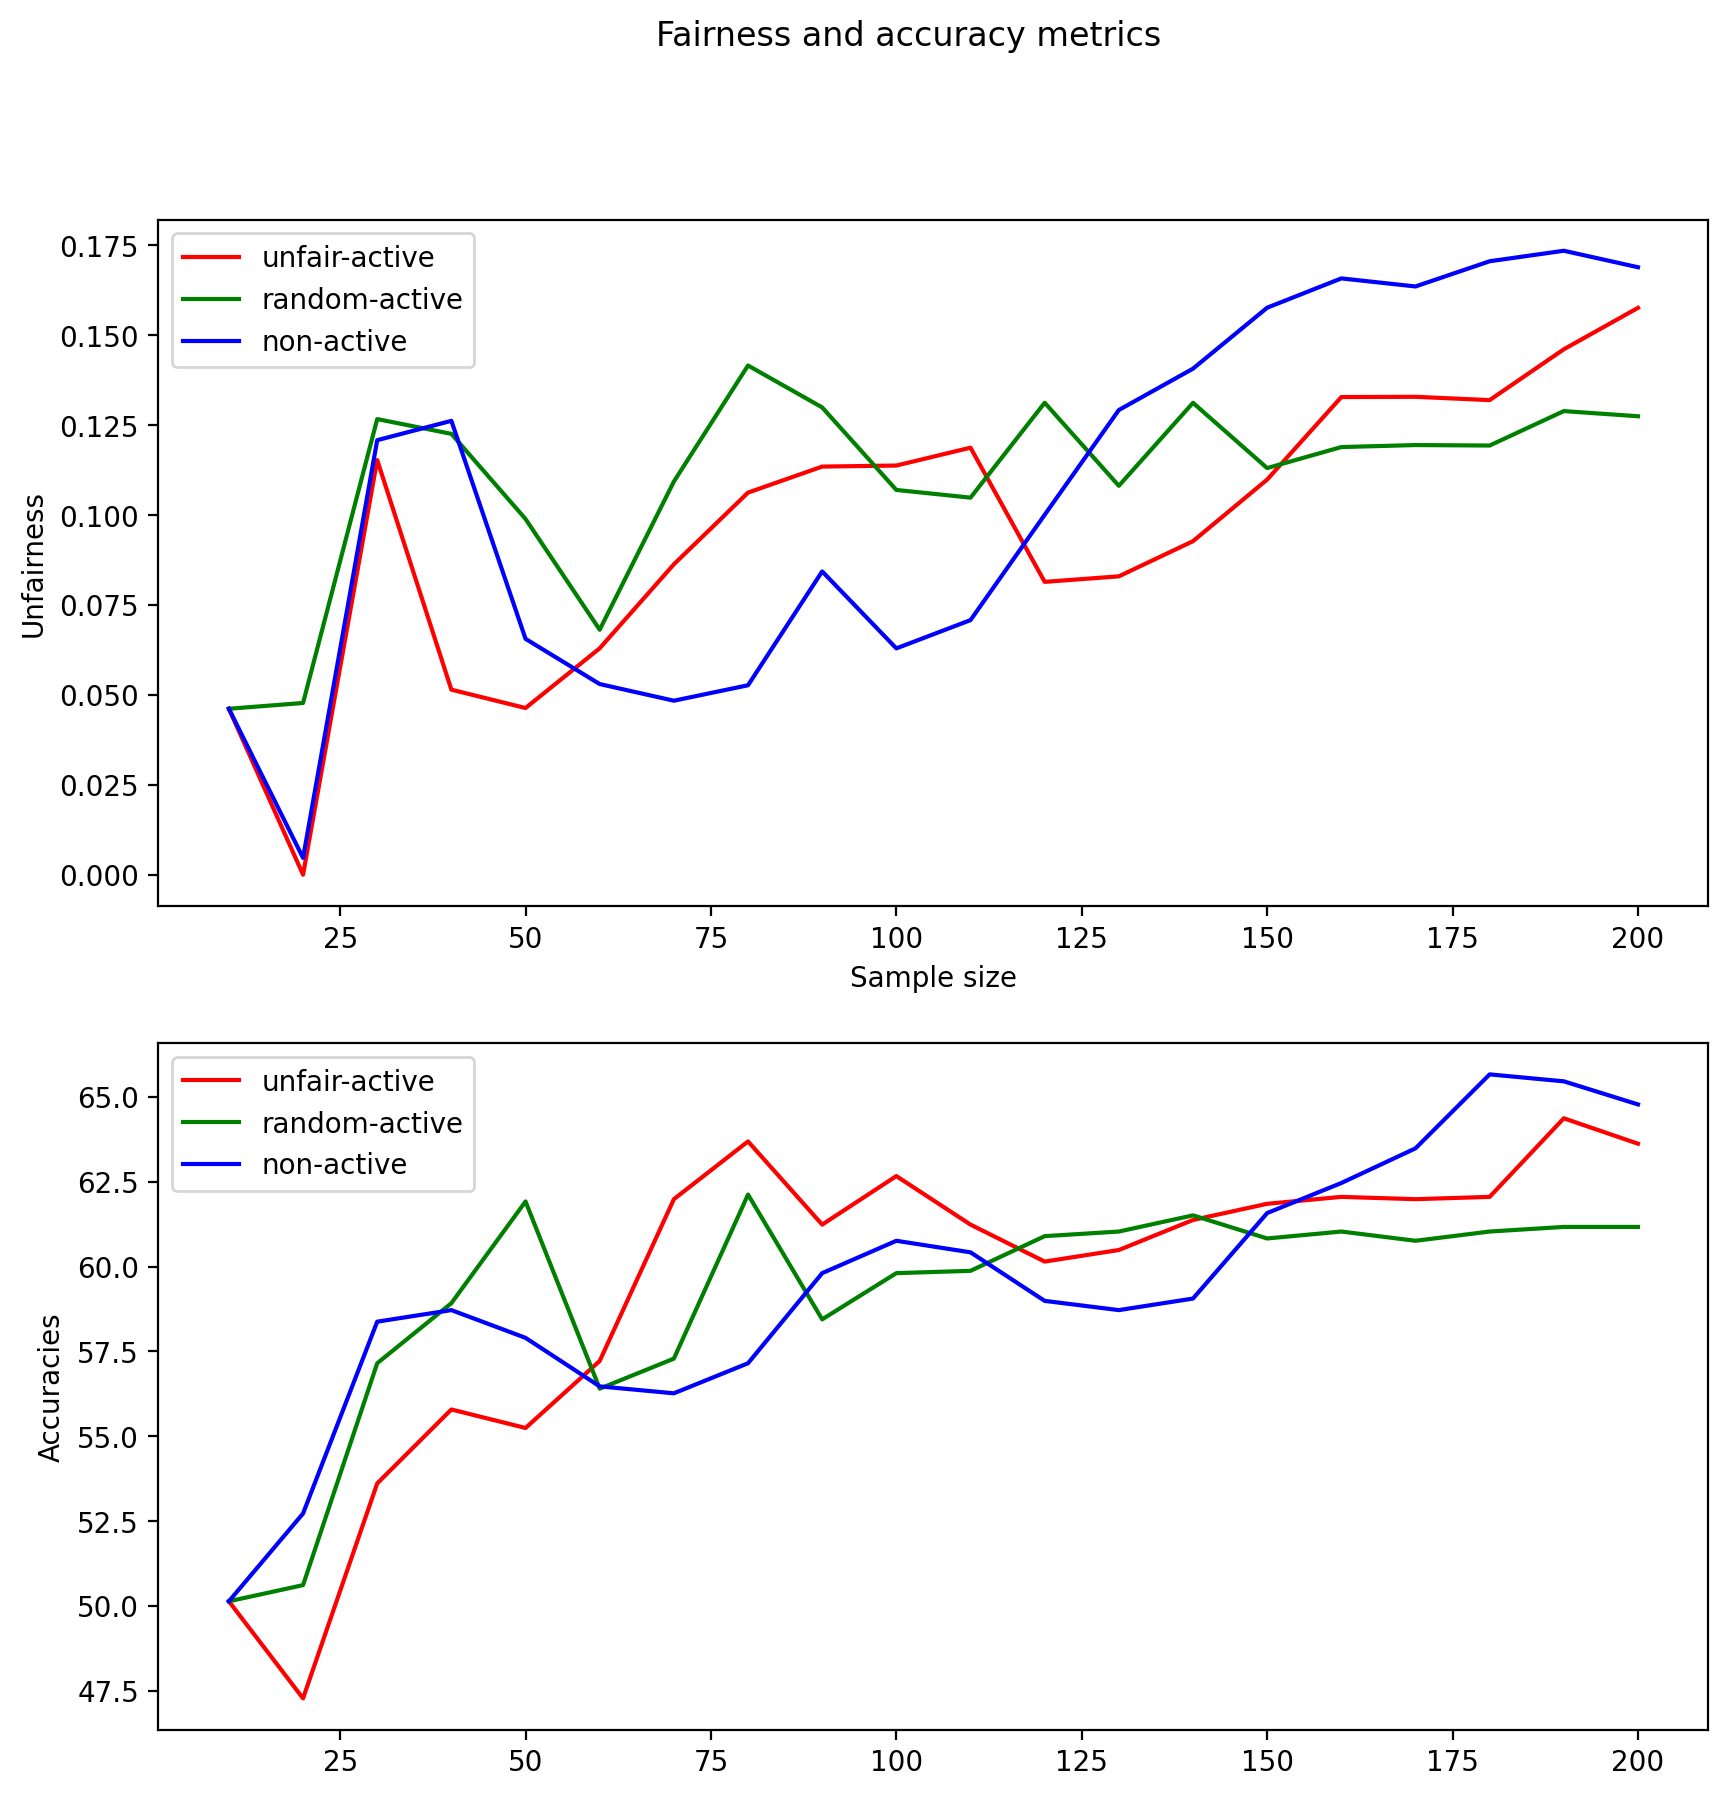 Fairness and accuracy metrics
Unfairness
0.175
0.150
0.125
0.100
0.075
0.050
0.025
0.000
unfair-active
random-active
non-active
25 50 75 100 125 150 175 200
Sample size
Accuracies
65.0
62.5
60.0
57.5
55.0
52.5
50.0
47.5
unfair-active
random-active
non-active
25 50 75 100 125 150 175 200